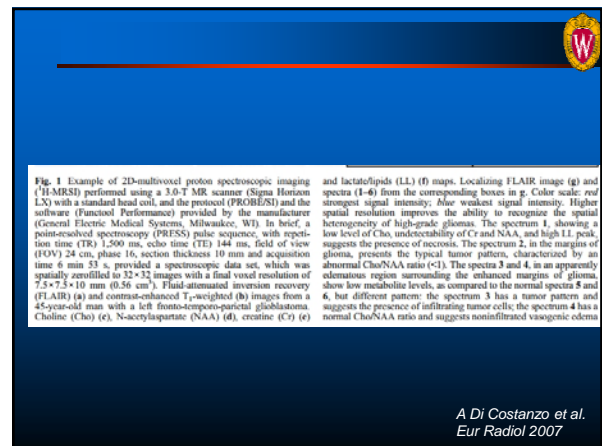 W
Fig. 1 Example of 2D-multivoxel proton spectroscopic imaging
(¹H-MRSI) performed using a 3.0-T MR scanner (Signa Horizon
LX) with a standard head coil, and the protocol (PROBE/SI) and the
software (Functool Performance) provided by the manufacturer
(General Electric Medical Systems, Milwaukee, WI). In brief, a
point-resolved spectroscopy (PRESS) pulse sequence, with repeti-
tion time (TR) 1,500 ms, echo time (TE) 144 ms, field of view
(FOV) 24 cm, phase 16, section thickness 10 mm and acquisition
time 6 min 53 s, provided a spectroscopic data set, which was
spatially zerofilled to 32×32 images with a final voxel resolution of
7.5×7.5×10 mm (0.56 cm³). Fluid-attenuated inversion recovery
(FLAIR) (a) and contrast-enhanced T₁-weighted (b) images from a
45-year-old man with a left fronto-temporo-parietal glioblastoma.
Choline (Cho) (c), N-acetylaspartate (NAA) (d), creatine (Cr) (e)
and lactate/lipids (LL) (f) maps. Localizing FLAIR image (g) and
spectra (1–6) from the corresponding boxes in g. Color scale: red
strongest signal intensity; blue weakest signal intensity. Higher
spatial resolution improves the ability to recognize the spatial
heterogeneity of high-grade gliomas. The spectrum 1, showing a
low level of Cho, undetectability of Cr and NAA, and high LL peak,
suggests the presence of necrosis. The spectrum 2, in the margins of
glioma, presents the typical tumor pattern, characterized by an
abnormal Cho/NAA ratio (<1). The spectra 3 and 4, in an apparently
edematous region surrounding the enhanced margins of glioma,
show low metabolite levels, as compared to the normal spectra 5 and
6, but different pattern: the spectrum 3 has a tumor pattern and
suggests the presence of infiltrating tumor cells; the spectrum 4 has a
normal Cho/NAA ratio and suggests noninfiltrated vasogenic edema
A Di Costanzo et al.
Eur Radiol 2007